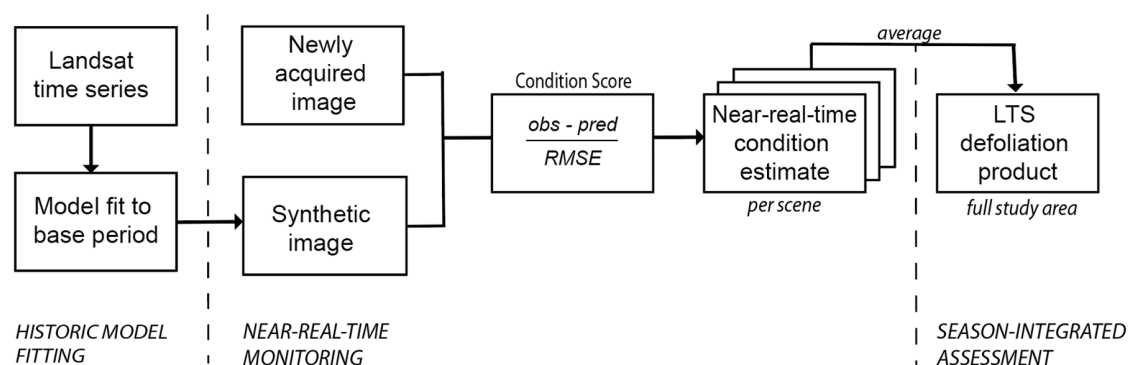 Landsat
time series
Model fit to
base period
HISTORIC MODEL
FITTING
Newly
acquired
image
Synthetic
image
NEAR-REAL-TIME
MONITORING
Condition Score
obs - pred
RMSE
Near-real-time
condition
estimate
per scene
average
LTS
defoliation
product
full study area
SEASON-INTEGRATED
ASSESSMENT